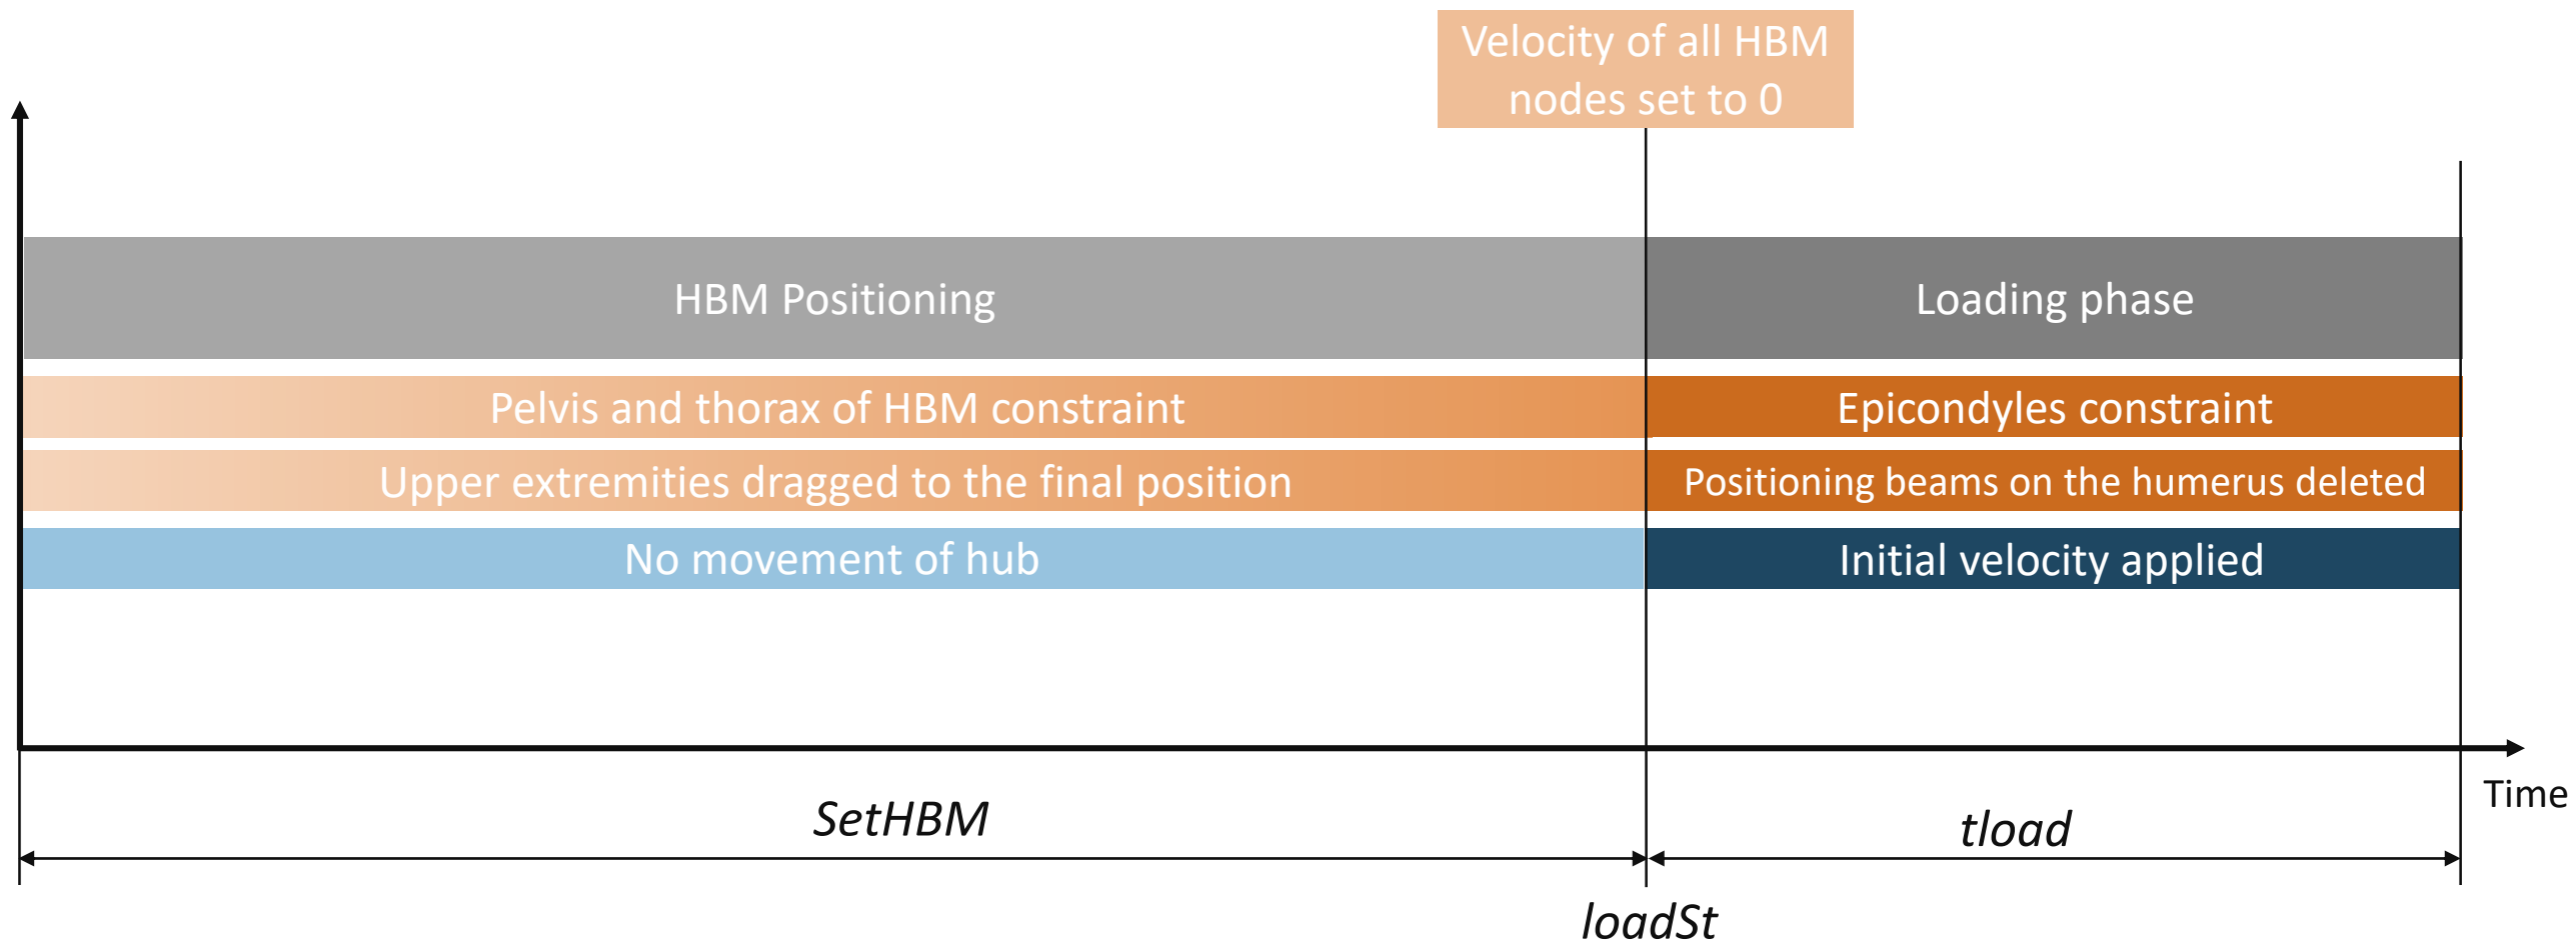 Velocity of all HBM
nodes set to 0
HBM Positioning
Loading phase
Pelvis and thorax of HBM constraint
Epicondyles constraint
Upper extremities dragged to the final position
Positioning beams on the humerus deleted
No movement of hub
Initial velocity applied
Time
SetHBM
tload
loadSt